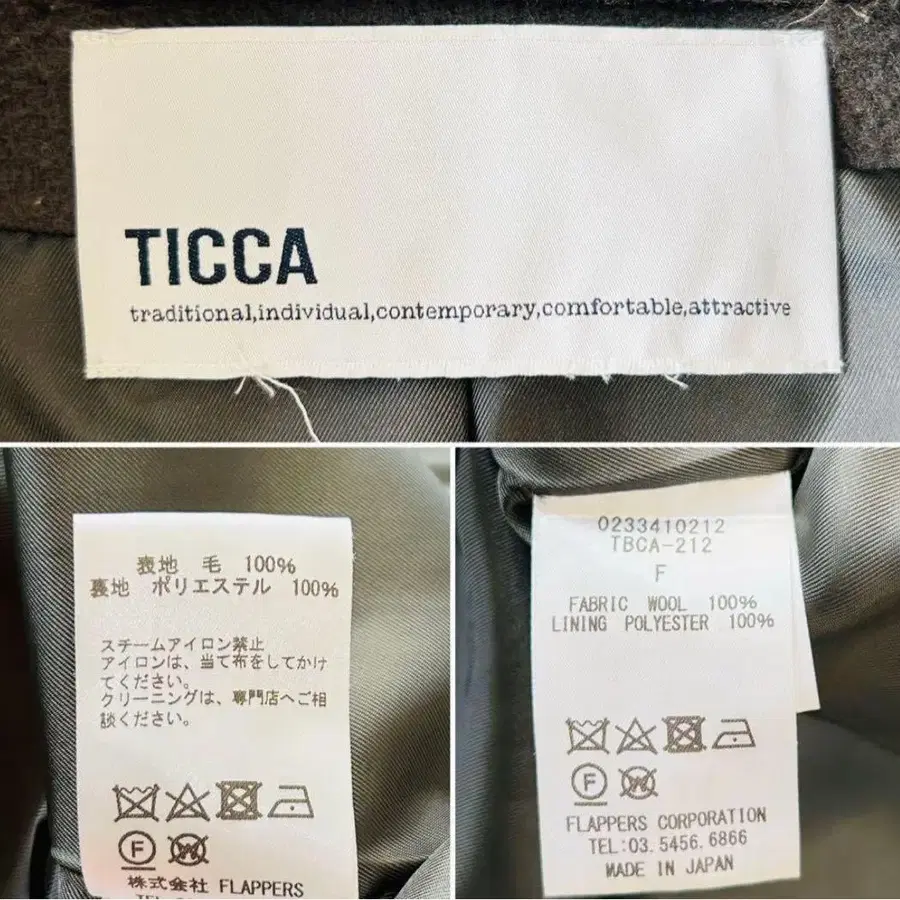 TICCA
traditional,individual,contemporary,comfortable,attractive
表地 毛 100%
裏地 ポリエステル 100%
スチームアイロン禁止
アイロンは、当て布をしてかけ
てください。
クリーニングは、専門店へご相
談ください。
F W
株式会社 FLAPPERS
0233410212
TBCA-212
F
FABRIC WOOL 100%
LINING POLYESTER 100%
F W
FLAPPERS CORPORATION
TEL:03.5456.6866
MADE IN JAPAN